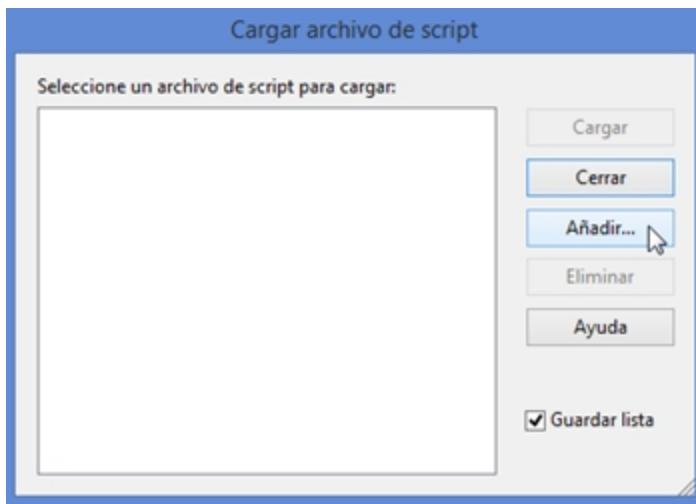 Cargar archivo de script
Seleccione un archivo de script para cargar:
Cargar
Cerrar
Añadir...
Eliminar
Ayuda
Guardar lista